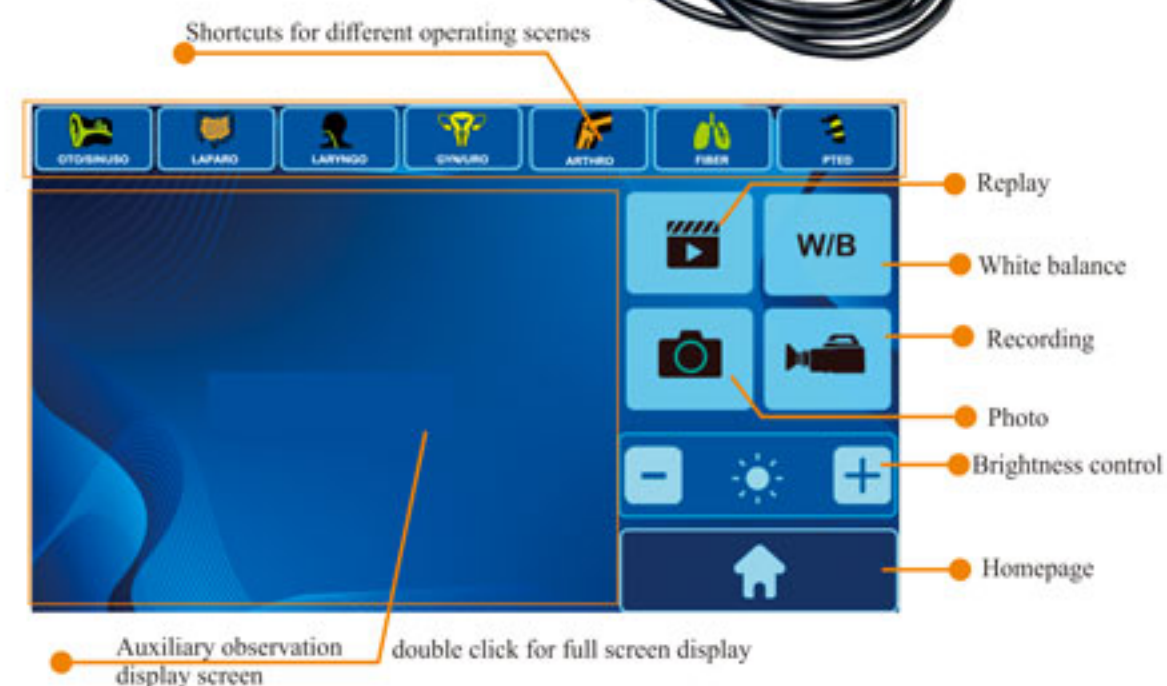 Shortcuts for different operating scenes
OTO/SINUSO LAPARO LARYNGO GYN/URO ARTHRO FIBER PTED
Replay
W/B
White balance
Recording
Photo
Brightness control
Homepage
Auxiliary observation double click for full screen display
display screen